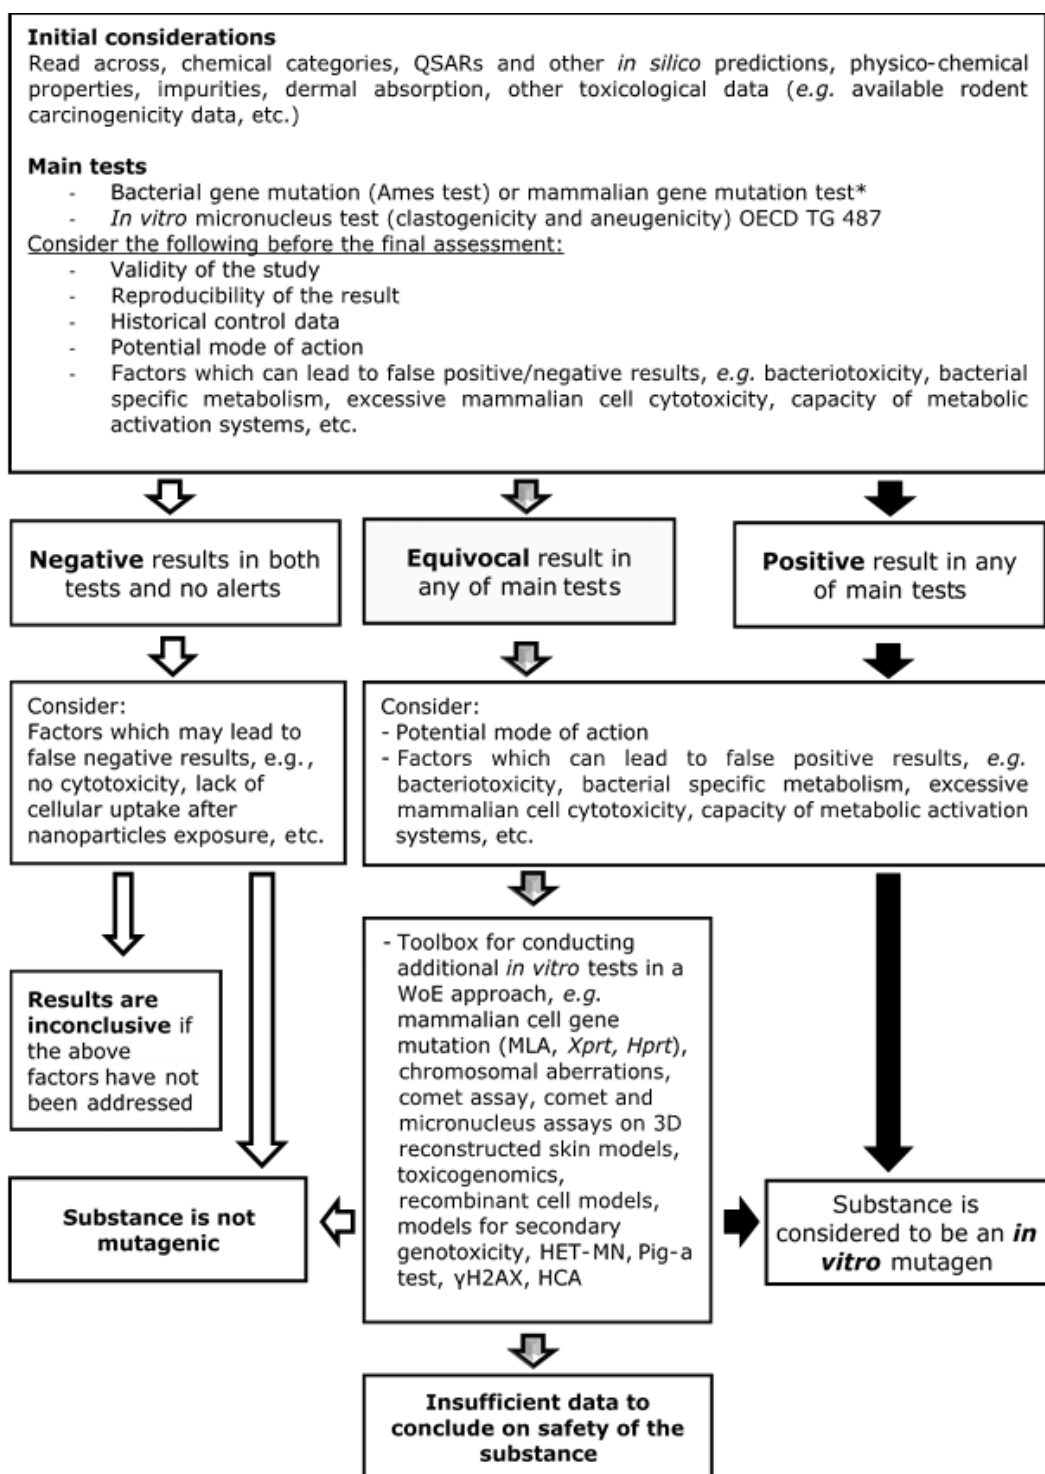 Initial considerations
Read across, chemical categories, QSARs and other in silico predictions, physico-chemical
properties, impurities, dermal absorption, other toxicological data (e.g. available rodent
carcinogenicity data, etc.)
Main tests
- Bacterial gene mutation (Ames test) or mammalian gene mutation test*
- In vitro micronucleus test (clastogenicity and aneugenicity) OECD TG 487
Consider the following before the final assessment:
- Validity of the study
- Reproducibility of the result
- Historical control data
- Potential mode of action
- Factors which can lead to false positive/negative results, e.g. bacteriotoxicity, bacterial
specific metabolism, excessive mammalian cell cytotoxicity, capacity of metabolic
activation systems, etc.
Negative results in both
tests and no alerts
Equivocal result in
any of main tests
Positive result in any
of main tests
Consider:
Factors which may lead to
false negative results, e.g.,
no cytotoxicity, lack of
cellular uptake after
nanoparticles exposure, etc.
Consider:
- Potential mode of action
- Factors which can lead to false positive results, e.g.
bacteriotoxicity, bacterial specific metabolism, excessive
mammalian cell cytotoxicity, capacity of metabolic activation
systems, etc.
Results are
inconclusive if
the above
factors have not
been addressed
- Toolbox for conducting
additional in vitro tests in a
WoE approach, e.g.
mammalian cell gene
mutation (MLA, Xprt, Hprt),
chromosomal aberrations,
comet assay, comet and
micronucleus assays on 3D
reconstructed skin models,
toxicogenomics,
recombinant cell models,
models for secondary
genotoxicity, HET-MN, Pig-a
test, γH2AX, HCA
Substance is not
mutagenic
Substance is
considered to be an in
vitro mutagen
Insufficient data to
conclude on safety of the
substance